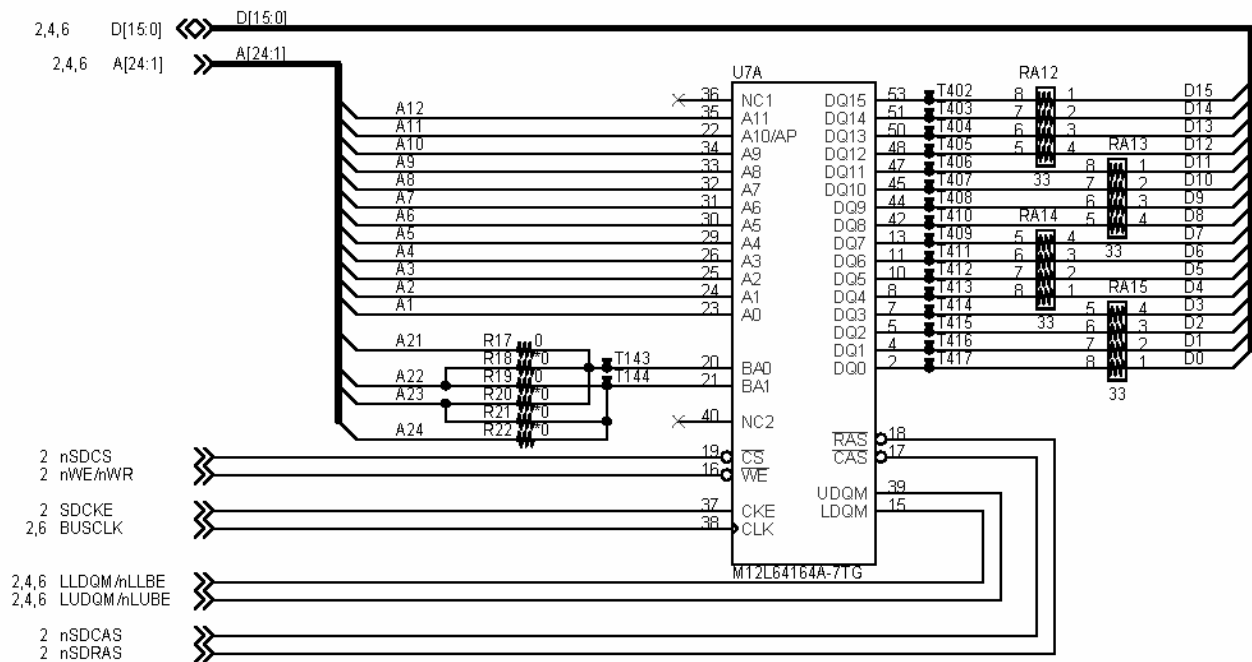 2,4,6 D[15:0] D[15:0]
2,4,6 A[24:1] A[24:1]
U7A RA12
36 NC1 DQ15 53 T402 8 1 D15
A12 35 A11 DQ14 51 T403 7 2 D14
A11 22 A10/AP DQ13 50 T404 6 3 D13
A10 34 A9 DQ12 48 T405 5 4 D12
RA13
A9 33 A8 DQ11 47 T406 8 1 D11
33
A8 32 A7 DQ10 45 T407 7 2 D10
A7 31 A6 DQ9 44 T408 6 3 D9
A6 30 A5 DQ8 42 T410 5 4 D8
RA14
A5 29 A4 DQ7 13 T409 5 4 D7
33
A4 26 A3 DQ6 11 T411 6 3 D6
A3 25 A2 DQ5 10 T412 7 2 D5
A2 24 A1 DQ4 8 T413 8 1 D4
RA15
A1 23 A0 DQ3 7 T414 5 4 D3
33
DQ2 5 T415 6 3 D2
A21 R17 0 DQ1 4 T416 7 2 D1
R18 *0 T143 20 BA0 DQ0 2 T417 8 1 D0
A22 R19 0 T144 21 BA1
A23 R20 *0
33
R21 0 40 NC2
A24 R22 *0 RAS 18
2 nSDCS 19 CS CAS 17
2 nWE/nWR 16 WE
UDQM 39
2 SDCKE 37 CKE LDQM 15
2,6 BUSCLK 38 CLK
M12L64164A-7TG
2,4,6 LLDQM/nLLBE
2,4,6 LUDQM/nLUBE
2 nSDCAS
2 nSDRAS